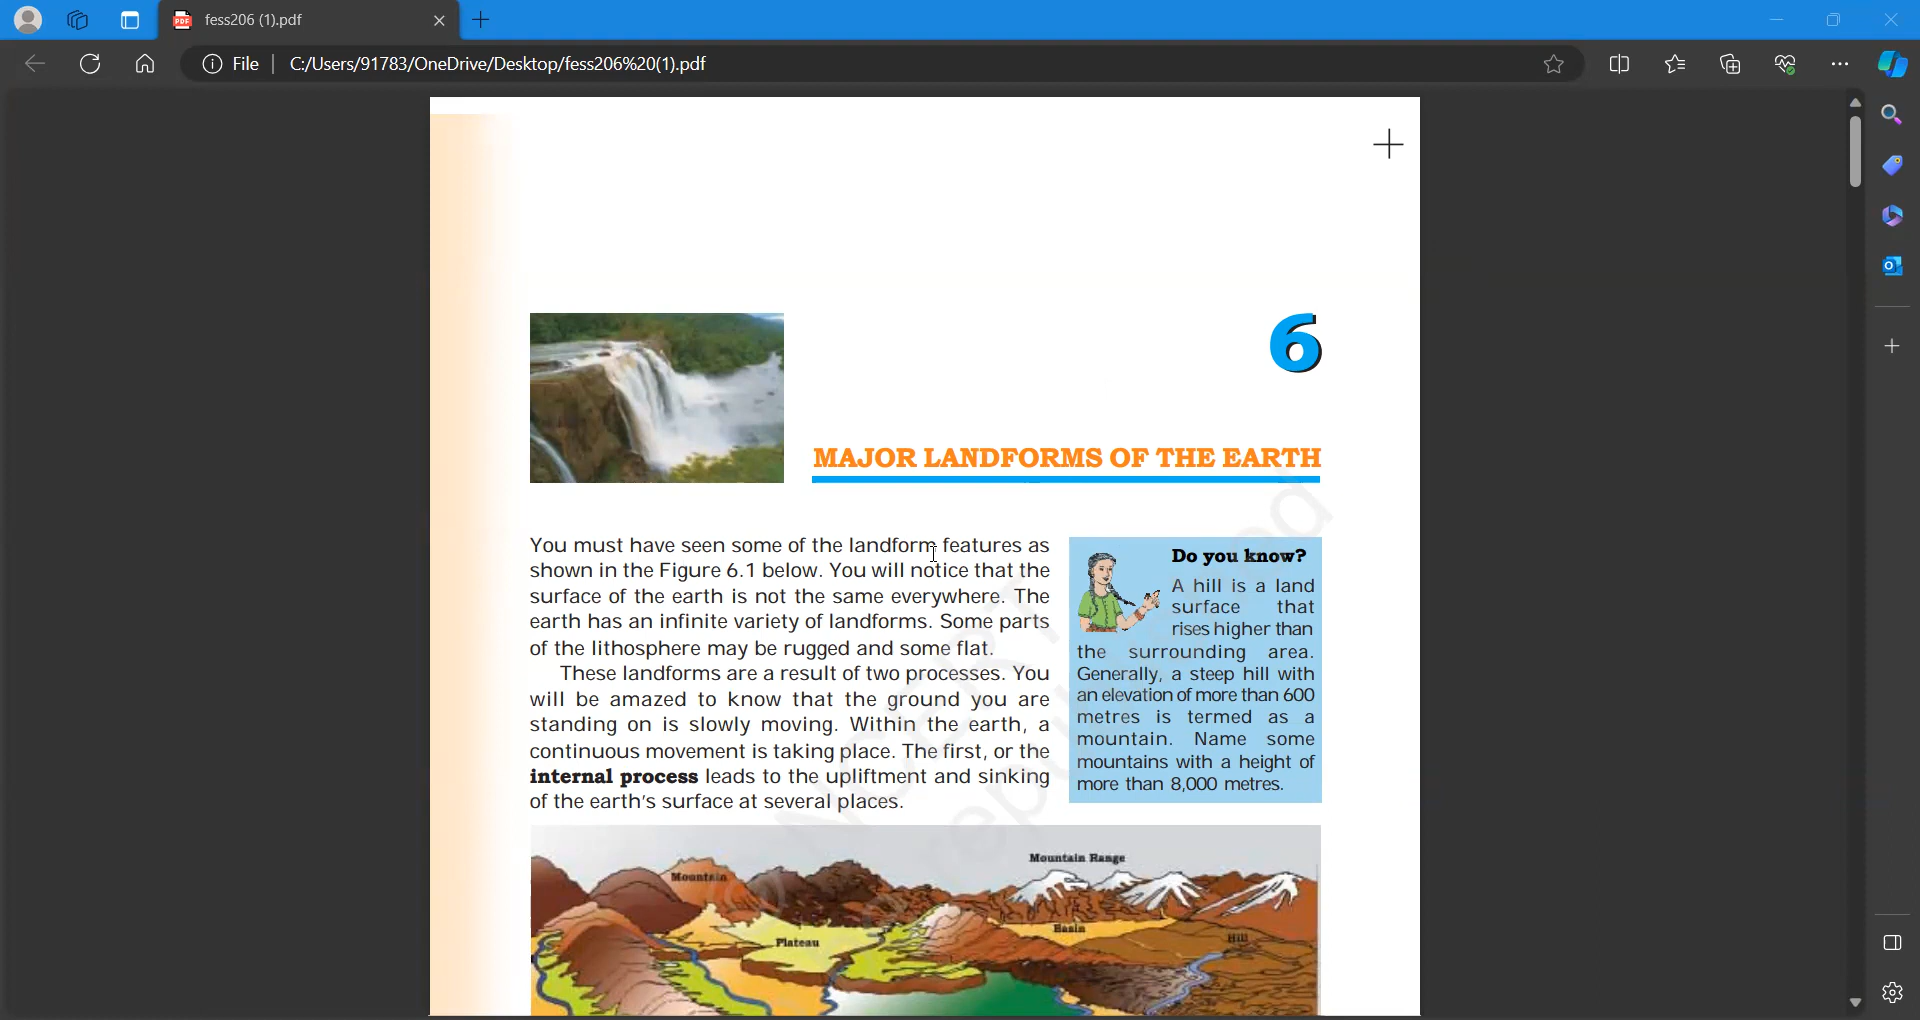 fess206 (1).pdf
File
C:/Users/91783/OneDrive/Desktop/fess206%20(1).pdf
6
MAJOR LANDFORMS OF THE EARTH
You must have seen some of the landform features as
shown in the Figure 6.1 below. You will notice that the
surface of the earth is not the same everywhere. The
earth has an infinite variety of landforms. Some parts
of the lithosphere may be rugged and some flat.
These landforms are a result of two processes. You
will be amazed to know that the ground you are
standing on is slowly moving. Within the earth, a
continuous movement is taking place. The first, or the
internal process leads to the upliftment and sinking
of the earth's surface at several places.
Do you know?
A hill is a land
surface that
rises higher than
the surrounding area.
Generally, a steep hill with
an elevation of more than 600
metres is termed as a
mountain. Name some
mountains with a height of
more than 8,000 metres.
Mountain Range
Mountain
Basin
Hill
Plateau
© NCERT